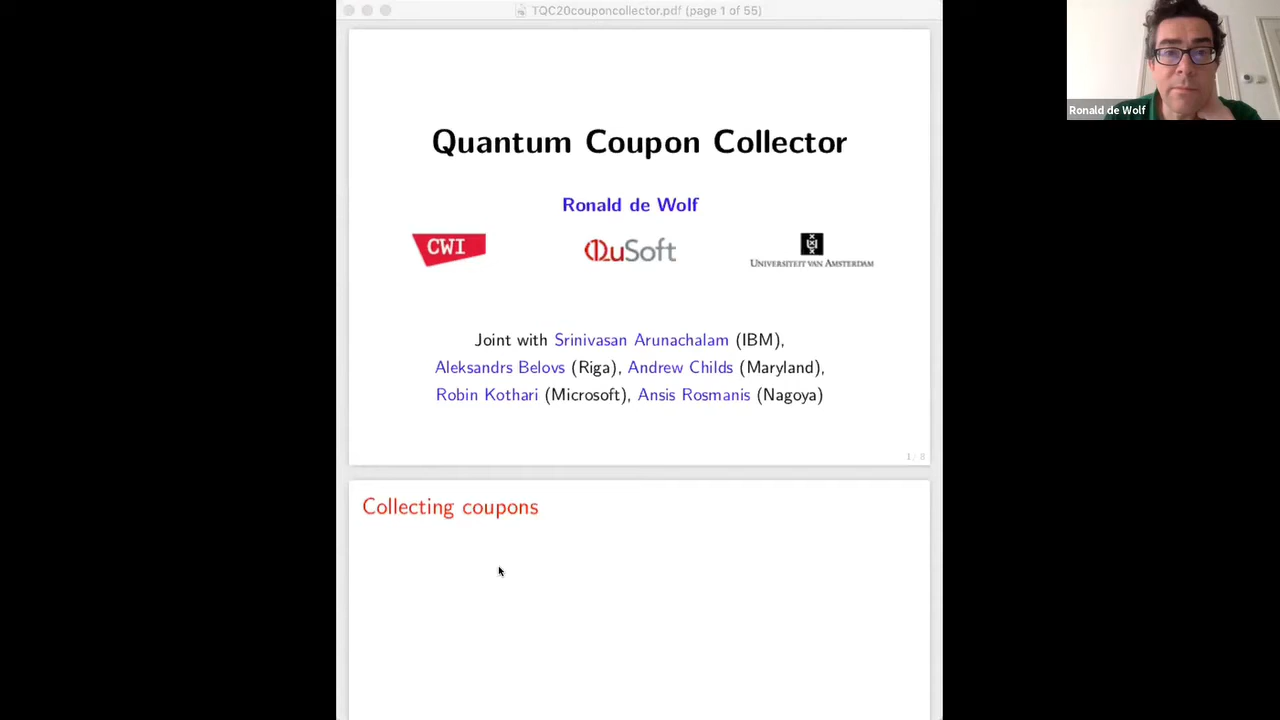 TQC20couponcollector.pdf (page 1 of 55)
Ronald de Wolf
Quantum Coupon Collector
Ronald de Wolf
CWI
QuSoft
UNIVERSITEIT VAN AMSTERDAM
Joint with Srinivasan Arunachalam (IBM),
Aleksandrs Belovs (Riga), Andrew Childs (Maryland),
Robin Kothari (Microsoft), Ansis Rosmanis (Nagoya)
1 / 8
Collecting coupons